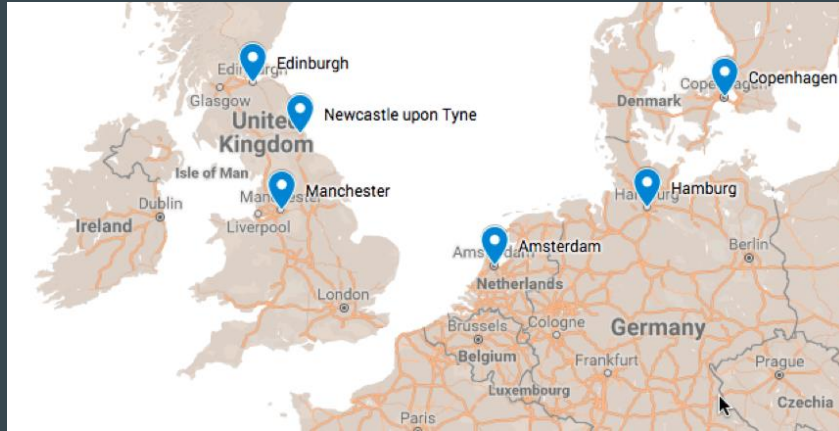 Edinburgh
Edinburgh
Glasgow
Newcastle upon Tyne
United
Kingdom
Isle of Man
Manchester
Manchester
Dublin
Ireland
Liverpool
London
Copenhagen
Copenhagen
Denmark
Hamburg
Hamburg
Amsterdam
Amsterdam
Netherlands
Berlin
Brussels
Cologne
Germany
Belgium
Frankfurt
Prague
Luxembourg
Czechia
Paris